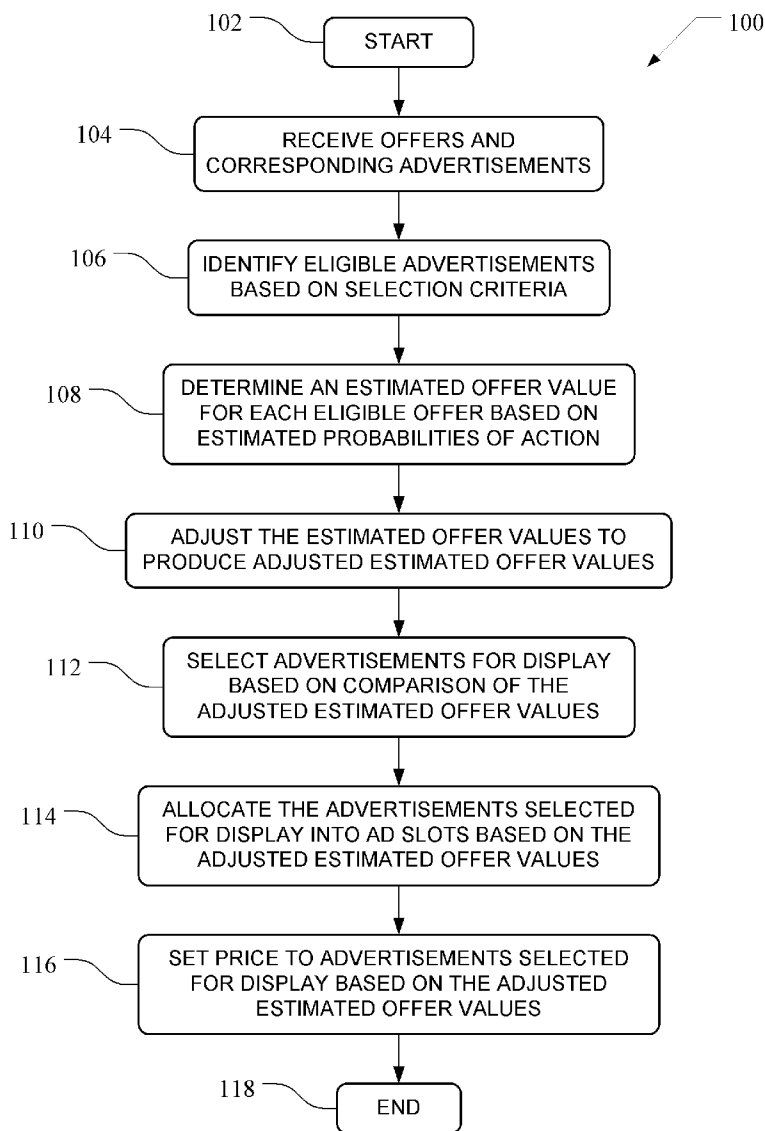 102
START
100
104
RECEIVE OFFERS AND
CORRESPONDING ADVERTISEMENTS
106
IDENTIFY ELIGIBLE ADVERTISEMENTS
BASED ON SELECTION CRITERIA
108
DETERMINE AN ESTIMATED OFFER VALUE
FOR EACH ELIGIBLE OFFER BASED ON
ESTIMATED PROBABILITIES OF ACTION
110
ADJUST THE ESTIMATED OFFER VALUES TO
PRODUCE ADJUSTED ESTIMATED OFFER VALUES
112
SELECT ADVERTISEMENTS FOR DISPLAY
BASED ON COMPARISON OF THE
ADJUSTED ESTIMATED OFFER VALUES
114
ALLOCATE THE ADVERTISEMENTS SELECTED
FOR DISPLAY INTO AD SLOTS BASED ON THE
ADJUSTED ESTIMATED OFFER VALUES
116
SET PRICE TO ADVERTISEMENTS SELECTED
FOR DISPLAY BASED ON THE ADJUSTED
ESTIMATED OFFER VALUES
118
END